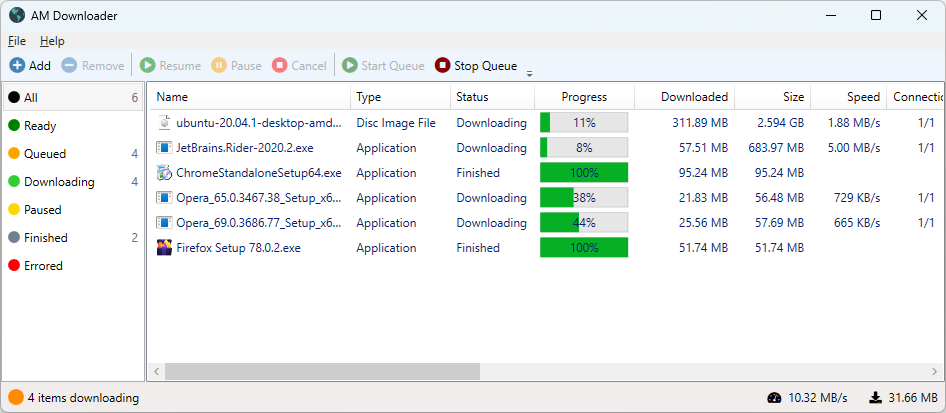 AM Downloader
File Help
Add Remove Resume Pause Cancel Start Queue Stop Queue
All 6
Ready
Queued 4
Downloading 4
Paused
Finished 2
Errored
Name Type Status Progress Downloaded Size Speed Connectic
ubuntu-20.04.1-desktop-amd... Disc Image File Downloading 11% 311.89 MB 2.594 GB 1.88 MB/s 1/1
JetBrains.Rider-2020.2.exe Application Downloading 8% 57.51 MB 683.97 MB 5.00 MB/s 1/1
ChromeStandaloneSetup64.exe Application Finished 100% 95.24 MB 95.24 MB
Opera_65.0.3467.38_Setup_x6... Application Downloading 38% 21.83 MB 56.48 MB 729 KB/s 1/1
Opera_69.0.3686.77_Setup_x6... Application Downloading 44% 25.56 MB 57.69 MB 665 KB/s 1/1
Firefox Setup 78.0.2.exe Application Finished 100% 51.74 MB 51.74 MB
4 items downloading 10.32 MB/s 31.66 MB